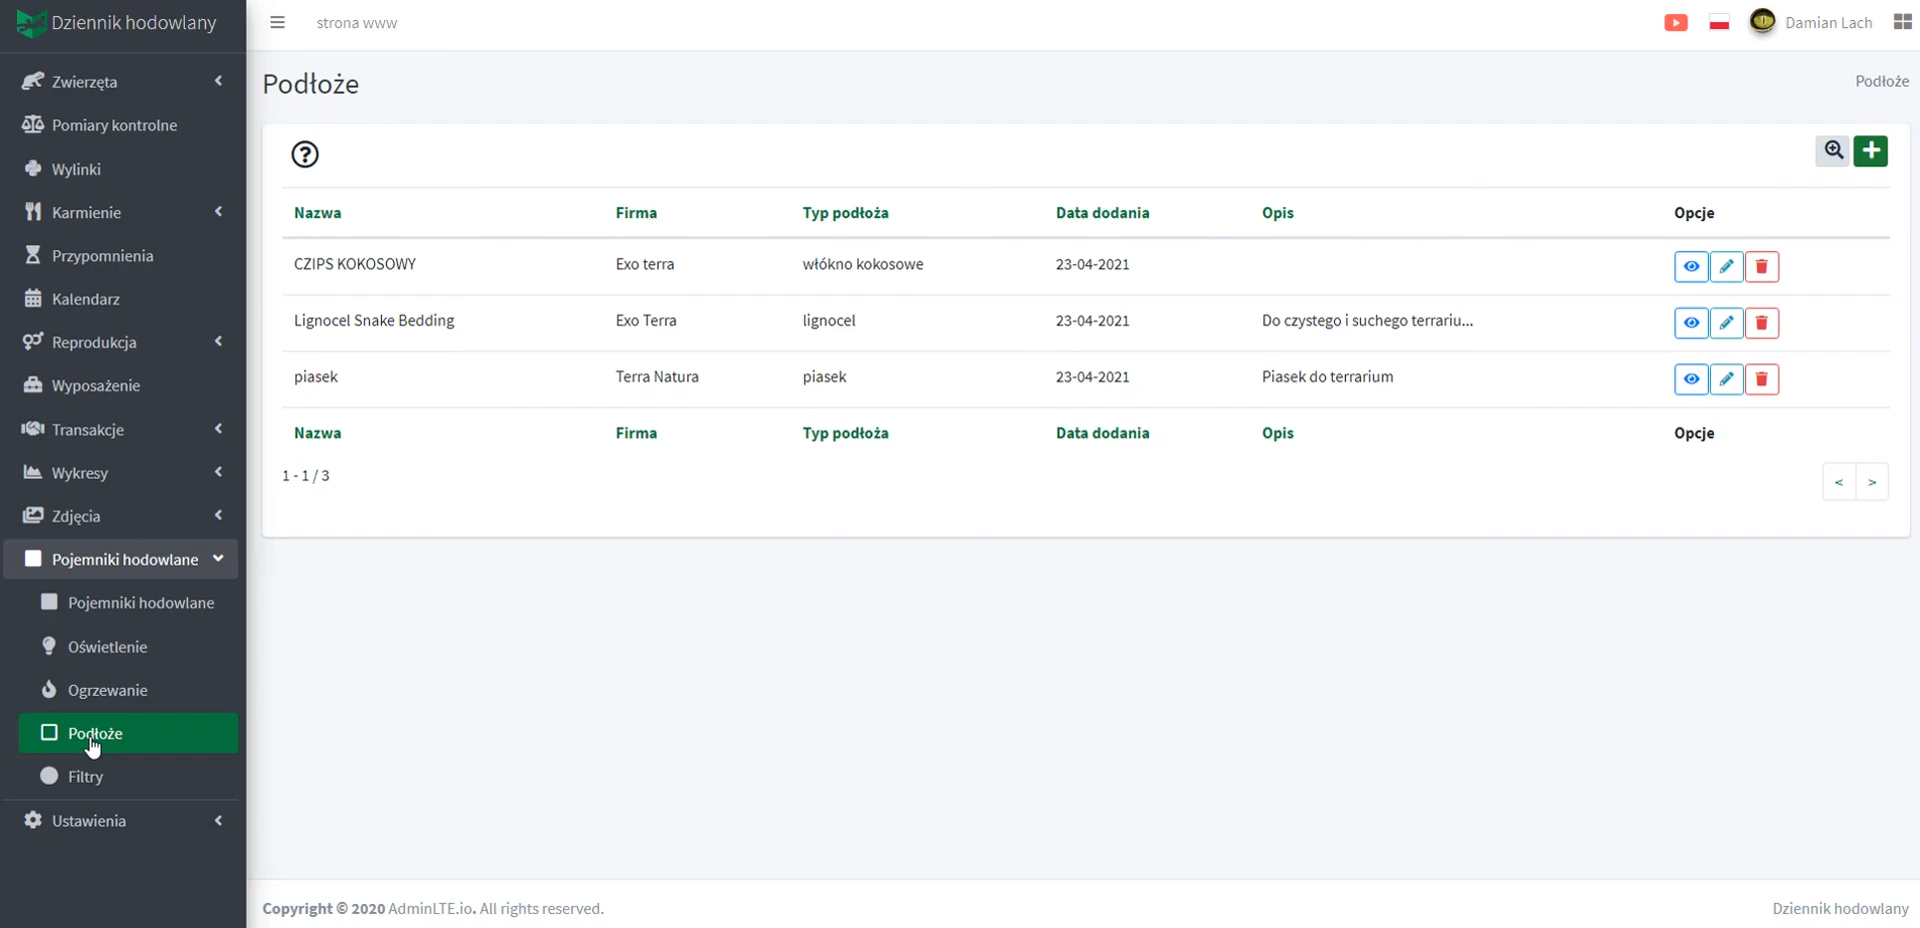 Dziennik hodowlany
strona www
Damian Lach
Zwierzęta
Pomiary kontrolne
Wylinki
Karmienie
Przypomnienia
Kalendarz
Reprodukcja
Wyposażenie
Transakcje
Wykresy
Zdjęcia
Pojemniki hodowlane
Pojemniki hodowlane
Oświetlenie
Ogrzewanie
Podłoże
Filtry
Ustawienia
Podłoże
Podłoże
Nazwa Firma Typ podłoża Data dodania Opis Opcje
CZIPS KOKOSOWY Exo terra włókno kokosowe 23-04-2021
Lignocel Snake Bedding Exo Terra lignocel 23-04-2021 Do czystego i suchego terrariu...
piasek Terra Natura piasek 23-04-2021 Piasek do terrarium
Nazwa Firma Typ podłoża Data dodania Opis Opcje
1 - 1 / 3
< >
Copyright © 2020 AdminLTE.io. All rights reserved.
Dziennik hodowlany